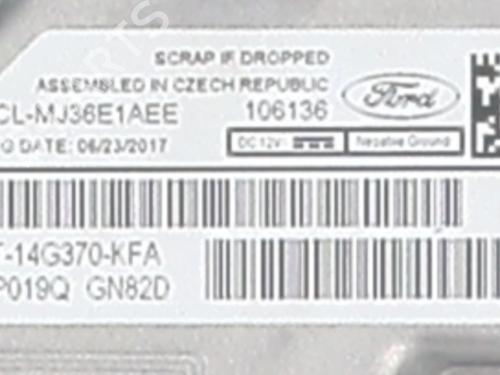 SCRAP IF DROPPED
ASSEMBLED IN CZECH REPUBLIC
CL-MJ36E1AEE 106136 Ford
G DATE: 06/23/2017 DC 12V Negative Ground
T-14G370-KFA
P019Q GN82D